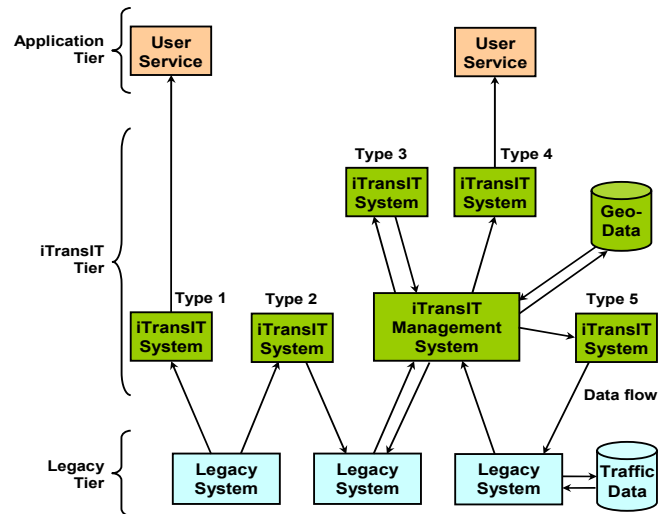 Application
Tier
User
Service
User
Service
iTransIT
Tier
Type 3
iTransIT
System
Type 4
iTransIT
System
Geo-
Data
Type 1
iTransIT
System
Type 2
iTransIT
System
iTransIT
Management
System
Type 5
iTransIT
System
Data flow
Legacy
Tier
Legacy
System
Legacy
System
Legacy
System
Traffic
Data